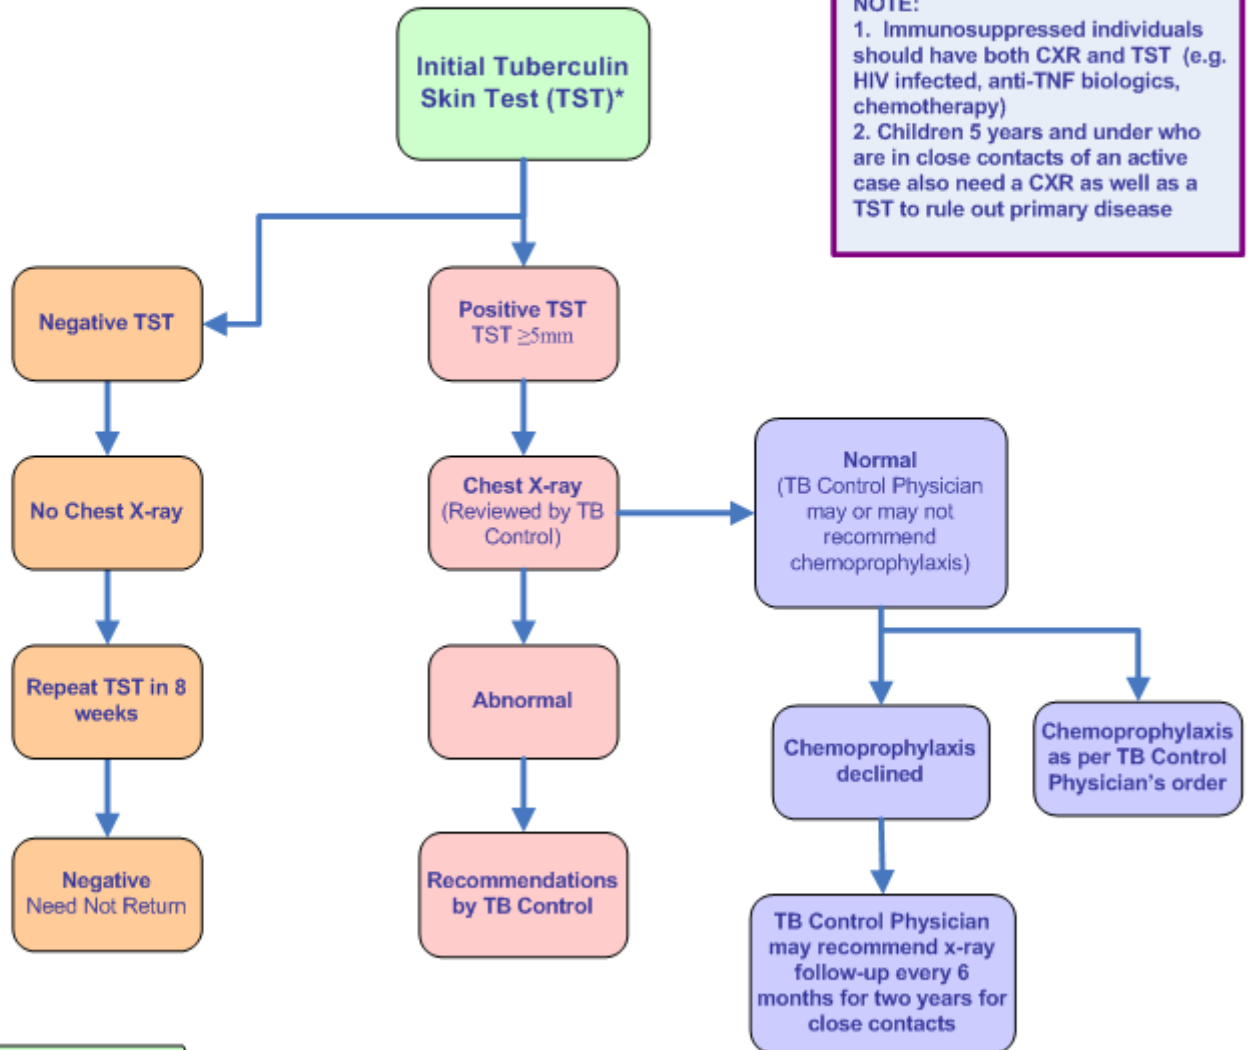 Initial Tuberculin
Skin Test (TST)*
NOTE:
1.  Immunosuppressed individuals
should have both CXR and TST  (e.g.
HIV infected, anti-TNF biologics,
chemotherapy)
2. Children 5 years and under who
are in close contacts of an active
case also need a CXR as well as a
TST to rule out primary disease
Negative TST
Positive TST
TST ≥5mm
No Chest X-ray
Chest X-ray
(Reviewed by TB
Control)
Normal
(TB Control Physician
may or may not
recommend
chemoprophylaxis)
Repeat TST in 8
weeks
Abnormal
Chemoprophylaxis
declined
Chemoprophylaxis
as per TB Control
Physician's order
Negative
Need Not Return
Recommendations
by TB Control
TB Control Physician
may recommend x-ray
follow-up every 6
months for two years for
close contacts